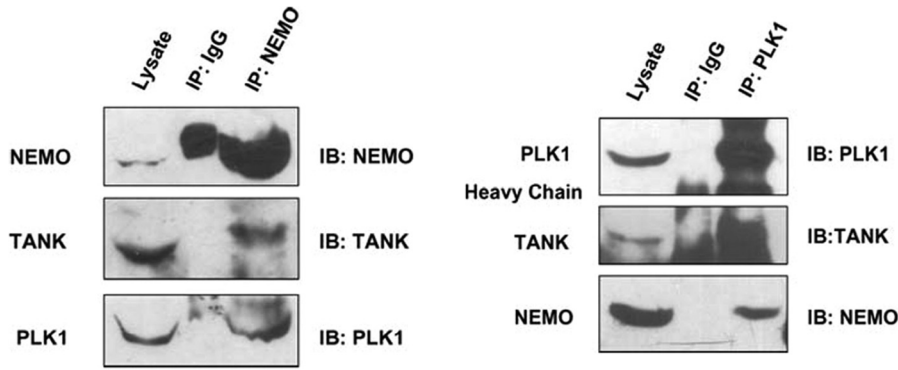 Lysate
IP: IgG
IP: NEMO
NEMO
IB: NEMO
TANK
IB: TANK
PLK1
IB: PLK1
Lysate
IP: IgG
IP: PLK1
PLK1
IB: PLK1
Heavy Chain
TANK
IB:TANK
NEMO
IB: NEMO